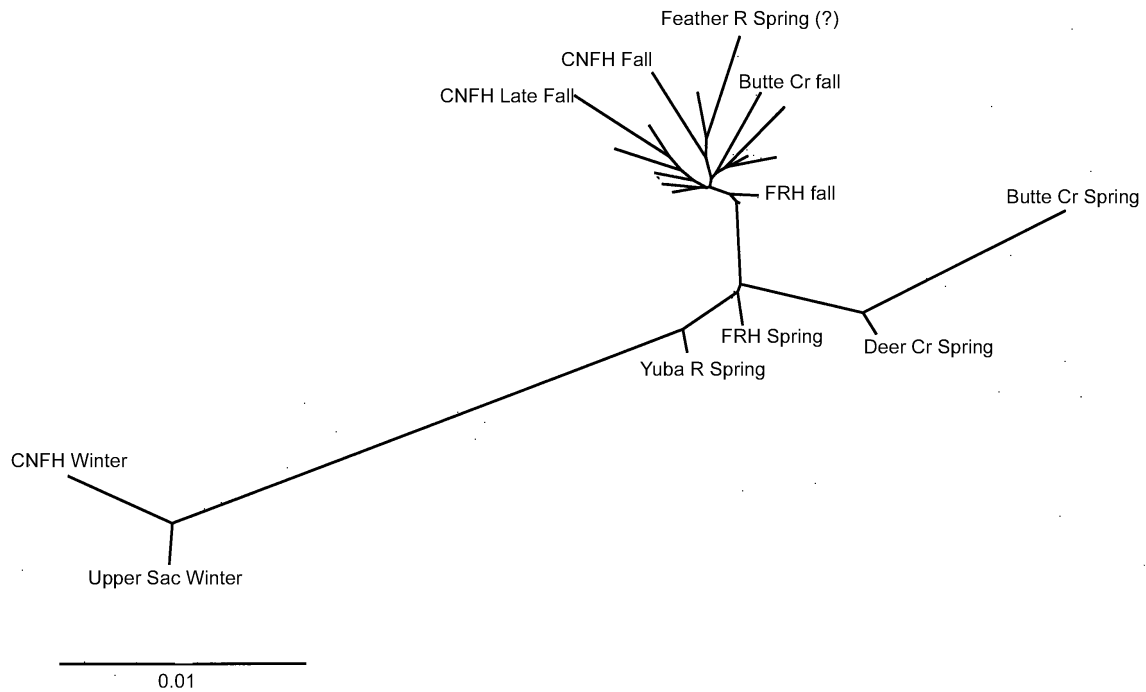 Feather R Spring (?)
CNFH Fall
Butte Cr fall
CNFH Late Fall
FRH fall
Butte Cr Spring
FRH Spring
Deer Cr Spring
Yuba R Spring
CNFH Winter
Upper Sac Winter
0.01